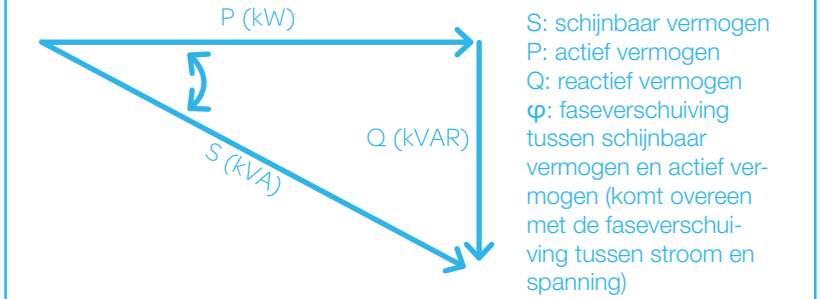 P (kW)
Q (kVAR)
S (kVA)
S: schijnbaar vermogen
P: actief vermogen
Q: reactief vermogen
φ: faseverschuiving
tussen schijnbaar
vermogen en actief ver-
mogen (komt overeen
met de faseverschui-
ving tussen stroom en
spanning)